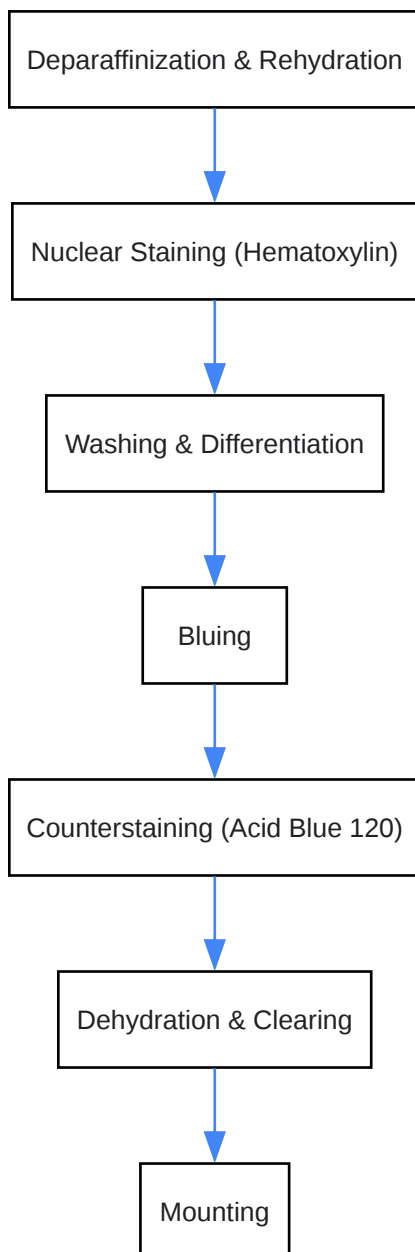 Deparaffinization & Rehydration
Nuclear Staining (Hematoxylin)
Washing & Differentiation
Bluing
Counterstaining (Acid Blue 120)
Dehydration & Clearing
Mounting